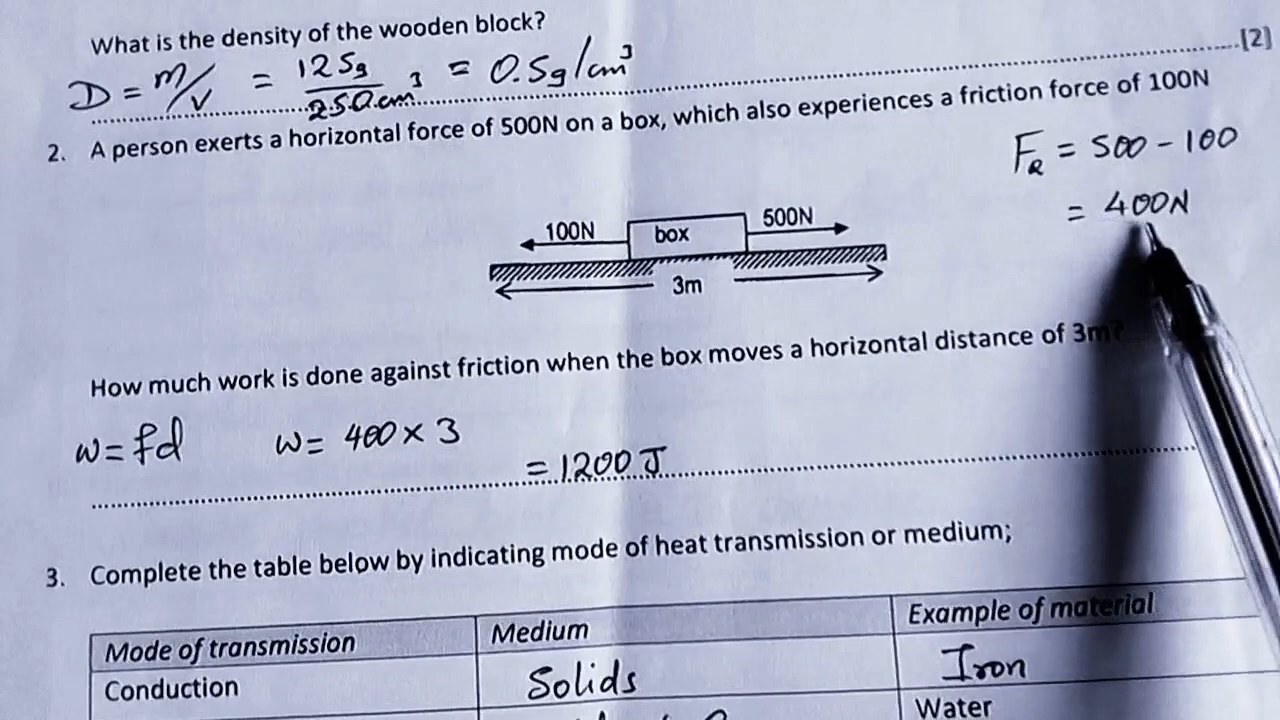 What is the density of the wooden block?
D = m/v = 125g / 250cm³ = 0.5g/cm³ [2]
2. A person exerts a horizontal force of 500N on a box, which also experiences a friction force of 100N
F_R = 500 - 100
= 400N
100N box 500N
3m
How much work is done against friction when the box moves a horizontal distance of 3m?
w = fd w = 400 × 3
= 1200 J
3. Complete the table below by indicating mode of heat transmission or medium;
Mode of transmission Medium Example of material
Conduction Solids Iron
Water